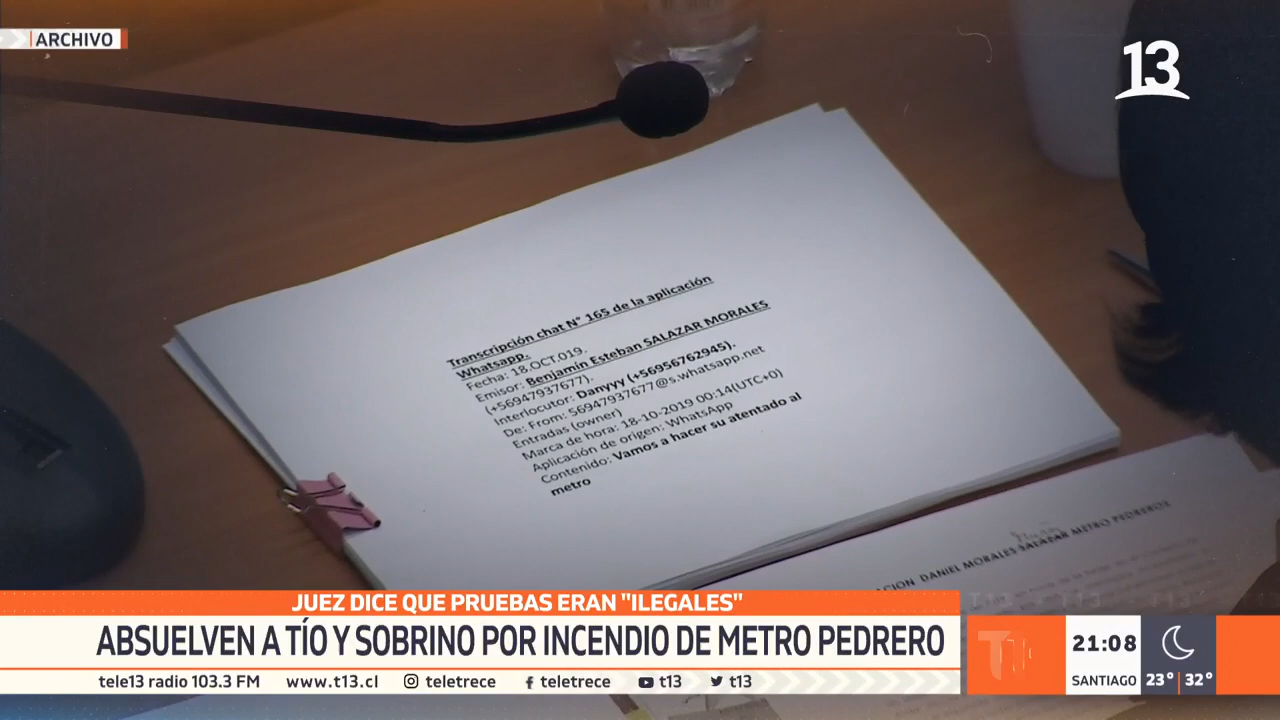 ARCHIVO
13
Transcripción chat N° 165 de la aplicación
Whatsapp.
Fecha: 18.OCT.019.
Emisor: Benjamin Esteban SALAZAR MORALES
(+56947937677).
Interlocutor: Danyyy (+56956762945).
De: From: 56947937677@s.whatsapp.net
Entradas (owner)
Marca de hora: 18-10-2019 00:14(UTC+0)
Aplicación de origen: WhatsApp
Contenido: Vamos a hacer su atentado al
metro
DANIEL MORALES SALAZAR METRO PEDREROS
JUEZ DICE QUE PRUEBAS ERAN "ILEGALES"
ABSUELVEN A TÍO Y SOBRINO POR INCENDIO DE METRO PEDRERO
tele13 radio 103.3 FM www.t13.cl teletrece teletrece t13 t13
T13
21:08
SANTIAGO 23° 32°